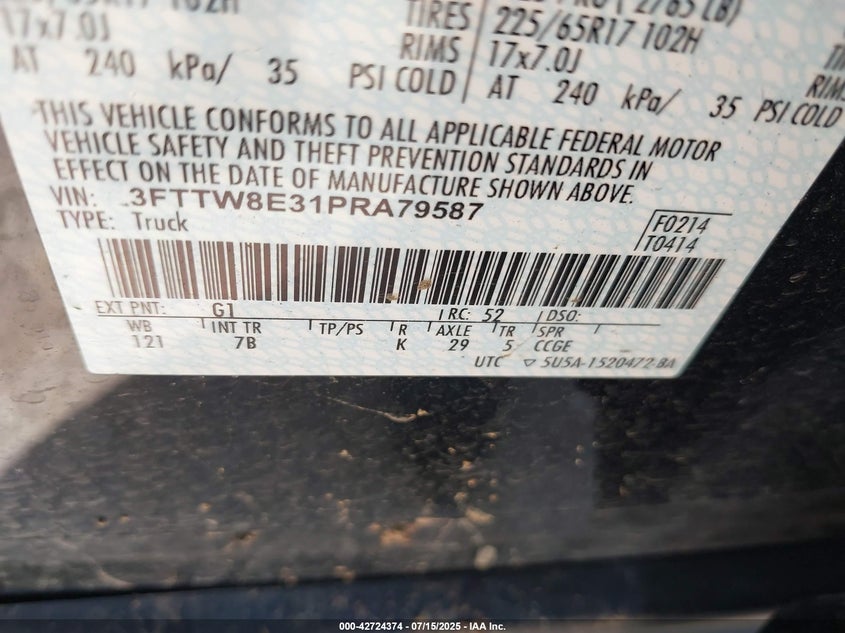 TIRES 225/65R17 102H
17x7.0J RIMS 17x7.0J
AT 240 kPa/ 35 PSI COLD AT 240 kPa/ 35 PSI COLD
RIMS
THIS VEHICLE CONFORMS TO ALL APPLICABLE FEDERAL MOTOR
VEHICLE SAFETY AND THEFT PREVENTION STANDARDS IN
EFFECT ON THE DATE OF MANUFACTURE SHOWN ABOVE.
VIN: 3FTTW8E31PRA79587
TYPE: Truck
F0214
T0414
EXT PNT: G1 RC: 52 DSO:
WB INT TR TP/PS R AXLE TR SPR
121 7B K 29 5 CCGE
UTC ▽ 5U5A-1520472-BA
000-42724374 / 07/15/2025 - IAA Inc.